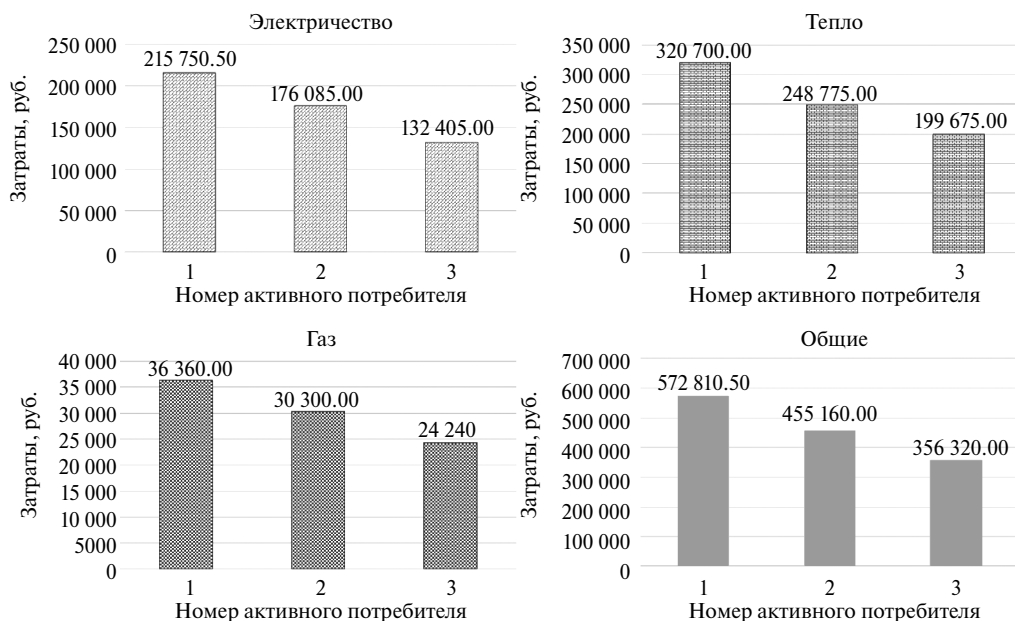 Электричество
Затраты, руб.
250 000
200 000
150 000
100 000
50 000
0
215 750.50
176 085.00
132 405.00
1 2 3
Номер активного потребителя
Тепло
Затраты, руб.
350 000
300 000
250 000
200 000
150 000
100 000
50 000
0
320 700.00
248 775.00
199 675.00
1 2 3
Номер активного потребителя
Газ
Затраты, руб.
40 000
35 000
30 000
25 000
20 000
15 000
10 000
5000
0
36 360.00
30 300.00
24 240
1 2 3
Номер активного потребителя
Общие
Затраты, руб.
700 000
600 000
500 000
400 000
300 000
200 000
100 000
0
572 810.50
455 160.00
356 320.00
1 2 3
Номер активного потребителя